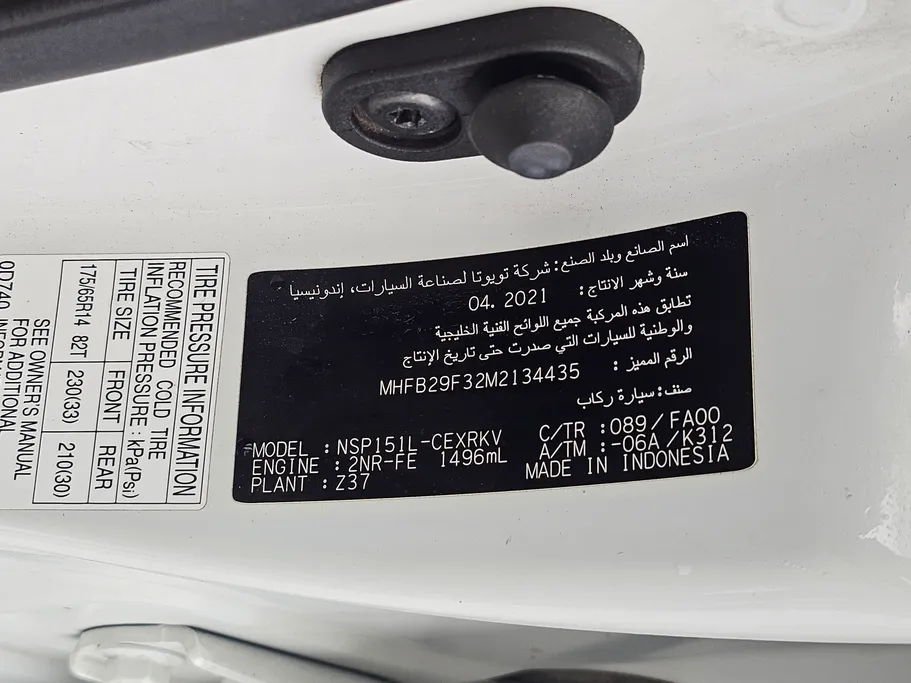 اسم الصانع وبلد الصنع: شركة تويوتا لصناعة السيارات، إندونيسيا
سنة وشهر الانتاج: 04. 2021
تطابق هذه المركبة جميع اللوائح الفنية الخليجية
والوطنية للسيارات التي صدرت حتى تاريخ الإنتاج
الرقم المميز: MHFB29F32M2134435
صنف: سيارة ركاب
MODEL : NSP151L-CEXRKV C/TR : 089/FA00
ENGINE : 2NR-FE 1496mL A/TM : -06A/K312
PLANT : Z37 MADE IN INDONESIA
TIRE PRESSURE INFORMATION
RECOMMENDED COLD TIRE
INFLATION PRESSURE : kPa(Psi)
TIRE SIZE FRONT REAR
175/65R14 82T 230(33) 210(30)
SEE OWNER'S MANUAL
FOR ADDITIONAL
0D740 INFORMATION